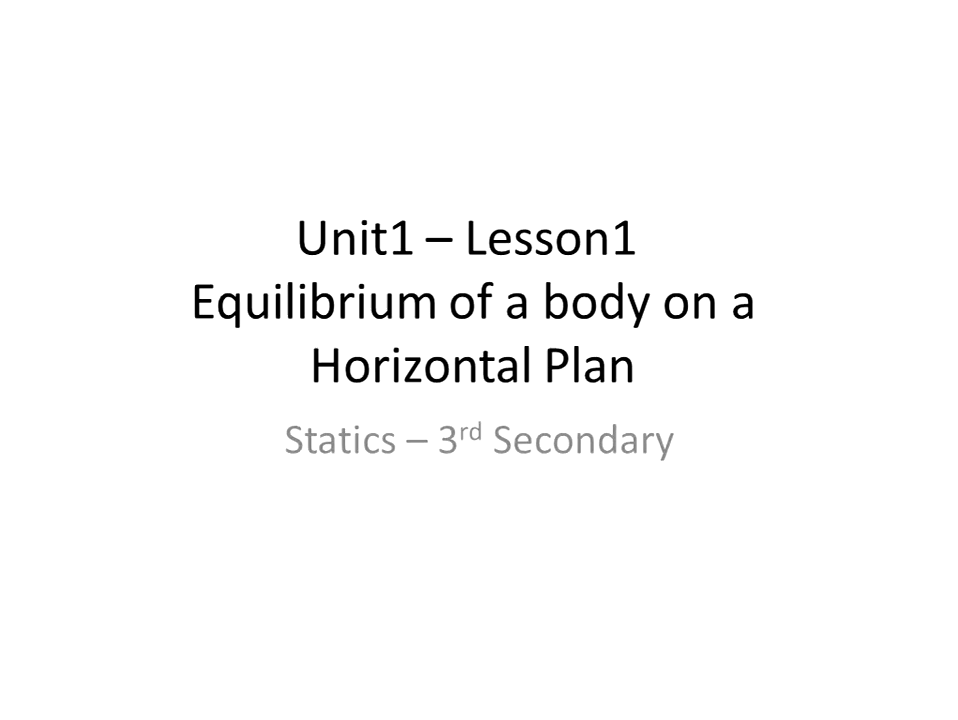 Unit1 – Lesson1
Equilibrium of a body on a
Horizontal Plan
Statics – 3rd Secondary